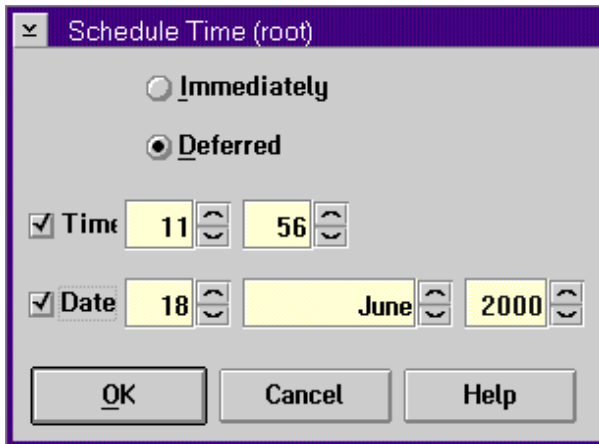 Schedule Time (root)
Immediately
Deferred
Time 11 56
Date 18 June 2000
OK Cancel Help